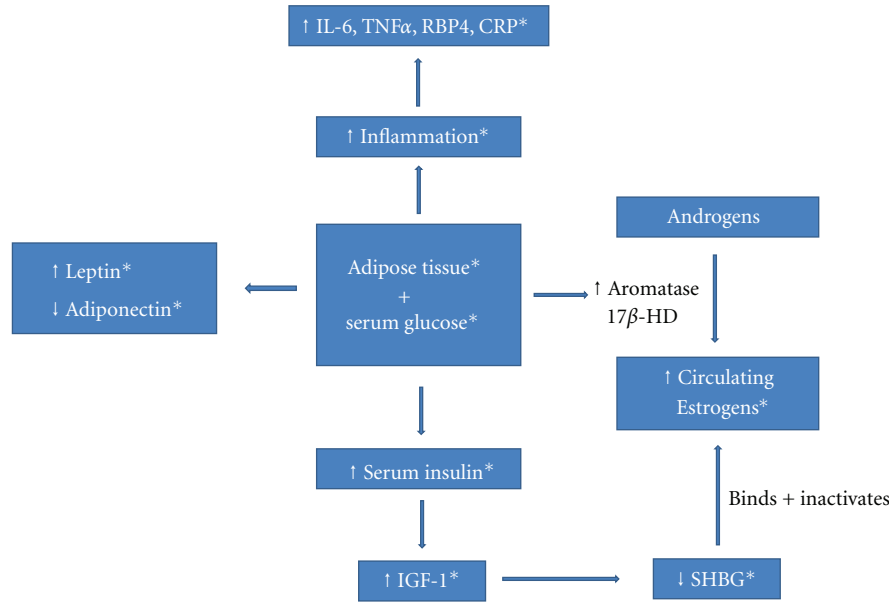 ↑ IL-6, TNFα, RBP4, CRP*
↑ Inflammation*
Androgens
↑ Leptin*
↓ Adiponectin*
Adipose tissue*
+
serum glucose*
↑ Aromatase
17β-HD
↑ Circulating
Estrogens*
↑ Serum insulin*
Binds + inactivates
↑ IGF-1*
↓ SHBG*